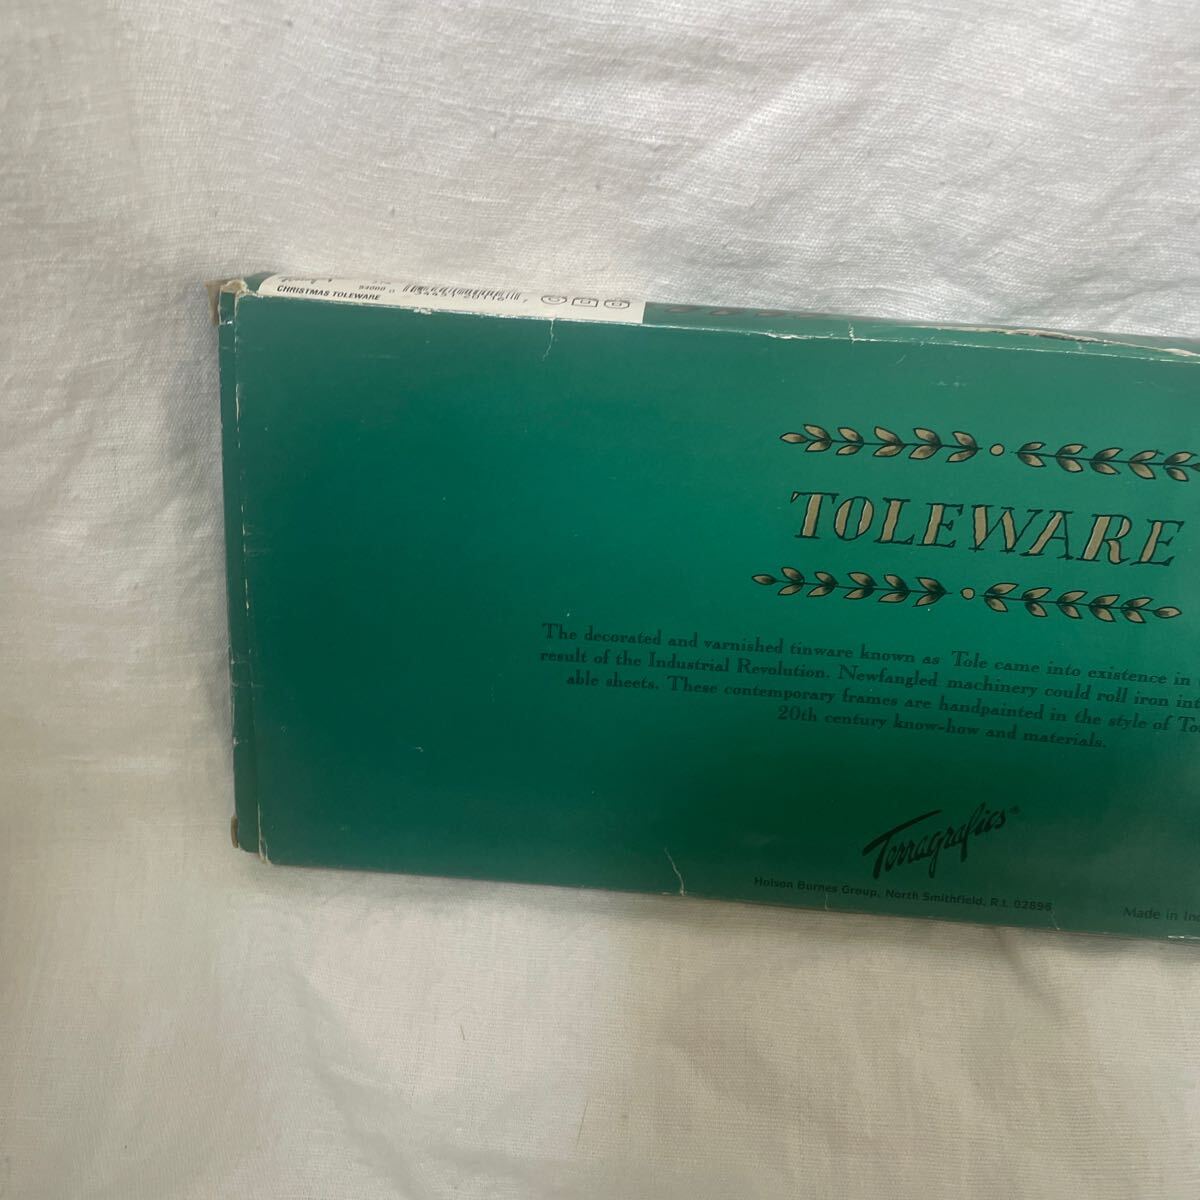 CHRISTMAS TOLEWARE
TOLEWARE
The decorated and varnished tinware known as Tole came into existence in
result of the Industrial Revolution. Newfangled machinery could roll iron int
able sheets. These contemporary frames are handpainted in the style of To
20th century know-how and materials.
Terragrafics®
Holson Burnes Group, North Smithfield, R.I. 02896
Made in In